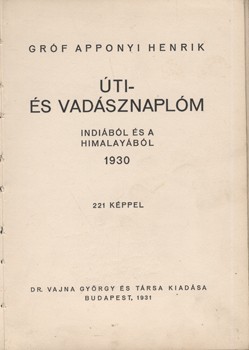 GRÓF APPONYI HENRIK
ÚTI-
ÉS VADÁSZNAPLÓM
INDIÁBÓL ÉS A
HIMALAYÁBÓL
1930
221 KÉPPEL
DR. VAJNA GYÖRGY ÉS TÁRSA KIADÁSA
BUDAPEST, 1931